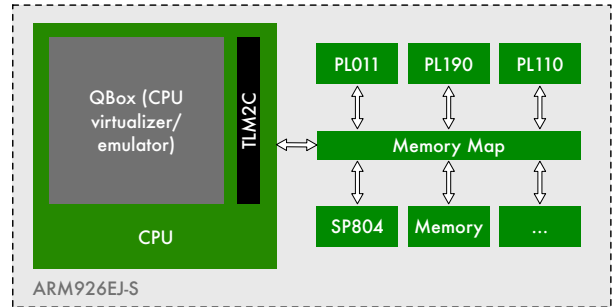 QBox (CPU
virtualizer/
emulator)
TLM2C
CPU
PL011
PL190
PL110
Memory Map
SP804
Memory
...
ARM926EJ-S